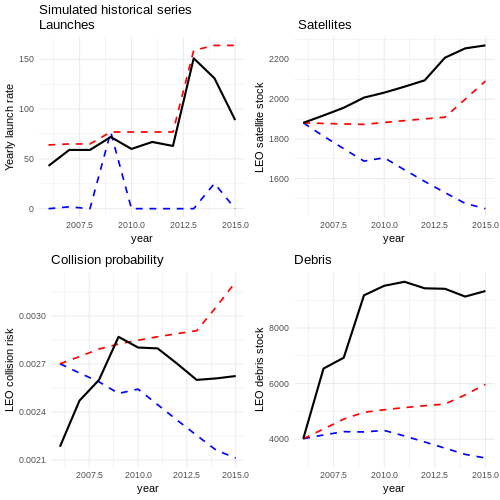 Simulated historical series
Launches
Yearly launch rate
150
100
50
0
2007.5 2010.0 2012.5 2015.0
year
Satellites
LEO satellite stock
2200
2000
1800
1600
2007.5 2010.0 2012.5 2015.0
year
Collision probability
LEO collision risk
0.0030
0.0027
0.0024
0.0021
2007.5 2010.0 2012.5 2015.0
year
Debris
LEO debris stock
8000
6000
4000
2007.5 2010.0 2012.5 2015.0
year